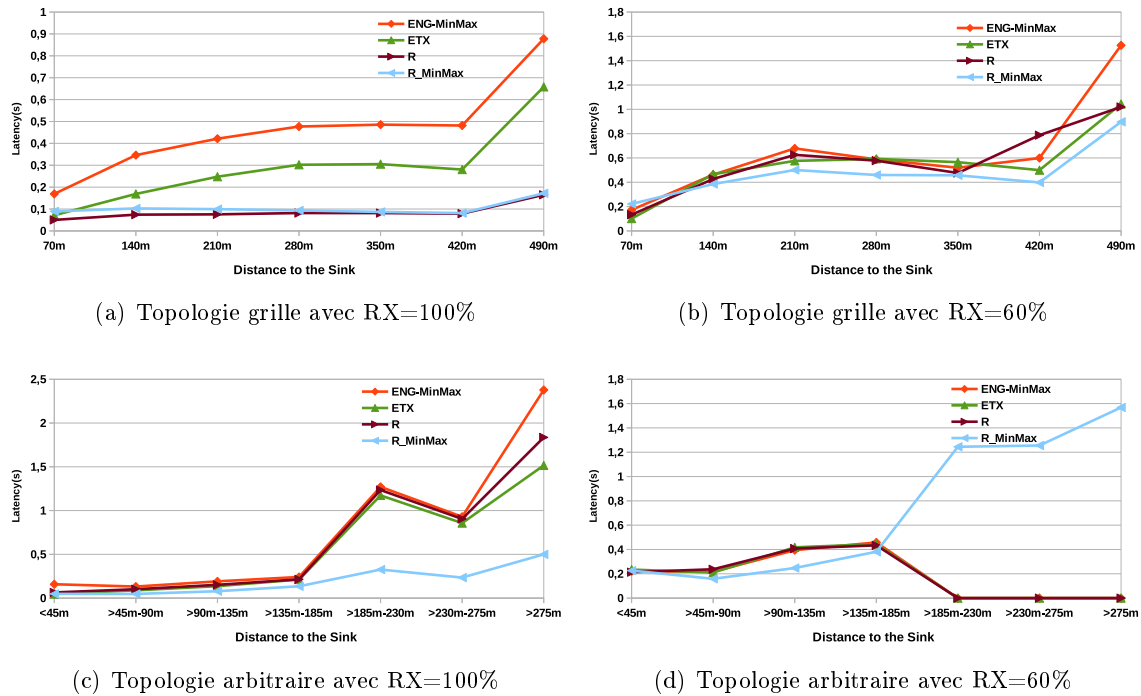 1
0,9
0,8
0,7
0,6
0,5
0,4
0,3
0,2
0,1
0
Latency(s)
ENG-MinMax
ETX
R
R_MinMax
70m 140m 210m 280m 350m 420m 490m
Distance to the Sink
(a) Topologie grille avec RX=100%
1,8
1,6
1,4
1,2
1
0,8
0,6
0,4
0,2
0
Latency(s)
ENG-MinMax
ETX
R
R_MinMax
70m 140m 210m 280m 350m 420m 490m
Distance to the Sink
(b) Topologie grille avec RX=60%
2,5
2
1,5
1
0,5
0
Latency(s)
ENG-MinMax
ETX
R
R_MinMax
<45m >45m-90m >90m-135m >135m-185m >185m-230m >230m-275m >275m
Distance to the Sink
(c) Topologie arbitraire avec RX=100%
1,8
1,6
1,4
1,2
1
0,8
0,6
0,4
0,2
0
Latency(s)
ENG-MinMax
ETX
R
R_MinMax
<45m >45m-90m >90m-135m >135m-185m >185m-230m >230m-275m >275m
Distance to the Sink
(d) Topologie arbitraire avec RX=60%